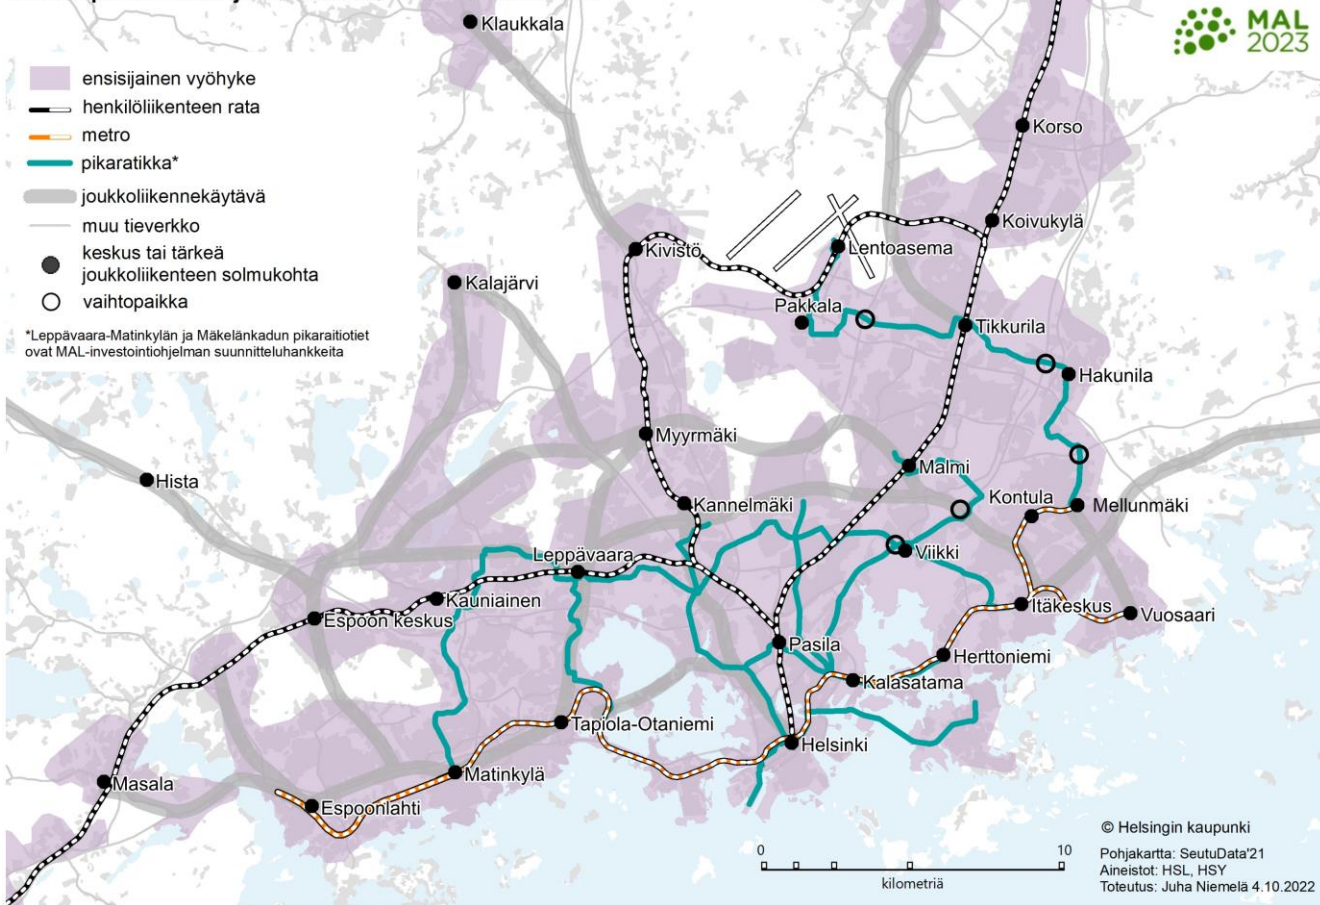 Klaukkala
MAL
2023
ensisijainen vyöhyke
henkilöliikenteen rata
metro
pikaratikka*
joukkoliikennekäytävä
muu tieverkko
keskus tai tärkeä
joukkoliikenteen solmukohta
vaihtopaikka
*Leppävaara-Matinkylän ja Mäkelänkadun pikaraitiotiet
ovat MAL-investointiohjelman suunnitteluhankkeita
Korso
Koivukylä
Kivistö
Lentoasema
Kalajärvi
Pakkala
Tikkurila
Hakunila
Myyrmäki
Malmi
Hista
Kannelmäki
Kontula
Mellunmäki
Leppävaara
Viikki
Kauniainen
Itäkeskus
Vuosaari
Espoon keskus
Pasila
Herttoniemi
Kalasatama
Tapiola-Otaniemi
Helsinki
Matinkylä
Masala
Espoonlahti
0
10
kilometriä
© Helsingin kaupunki
Pohjakartta: SeutuData'21
Aineistot: HSL, HSY
Toteutus: Juha Niemelä 4.10.2022